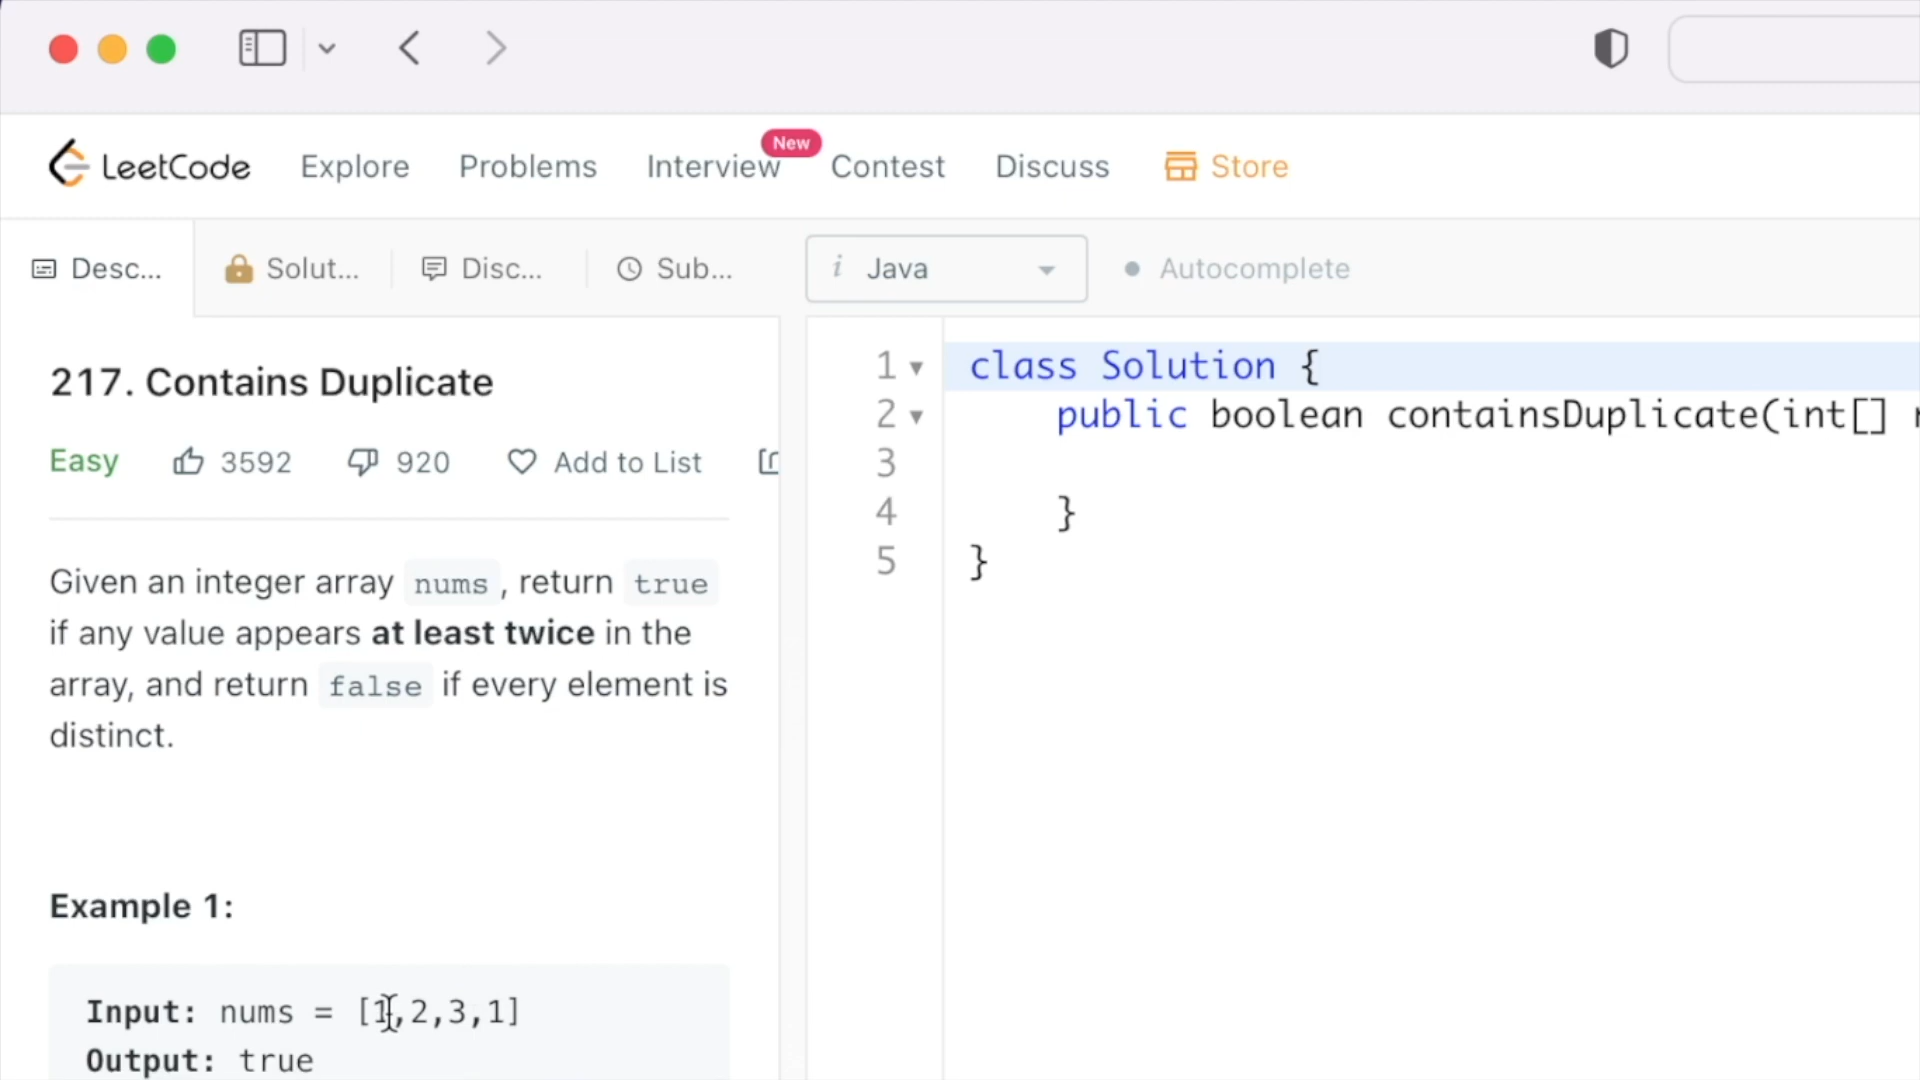 LeetCode Explore Problems Interview New Contest Discuss Store
Desc... Solut... Disc... Sub... i Java Autocomplete
217. Contains Duplicate
Easy 3592 920 Add to List
Given an integer array nums , return true
if any value appears at least twice in the
array, and return false if every element is
distinct.
Example 1:
Input: nums = [1,2,3,1]
Output: true
1 class Solution {
2 public boolean containsDuplicate(int[]
3
4 }
5 }